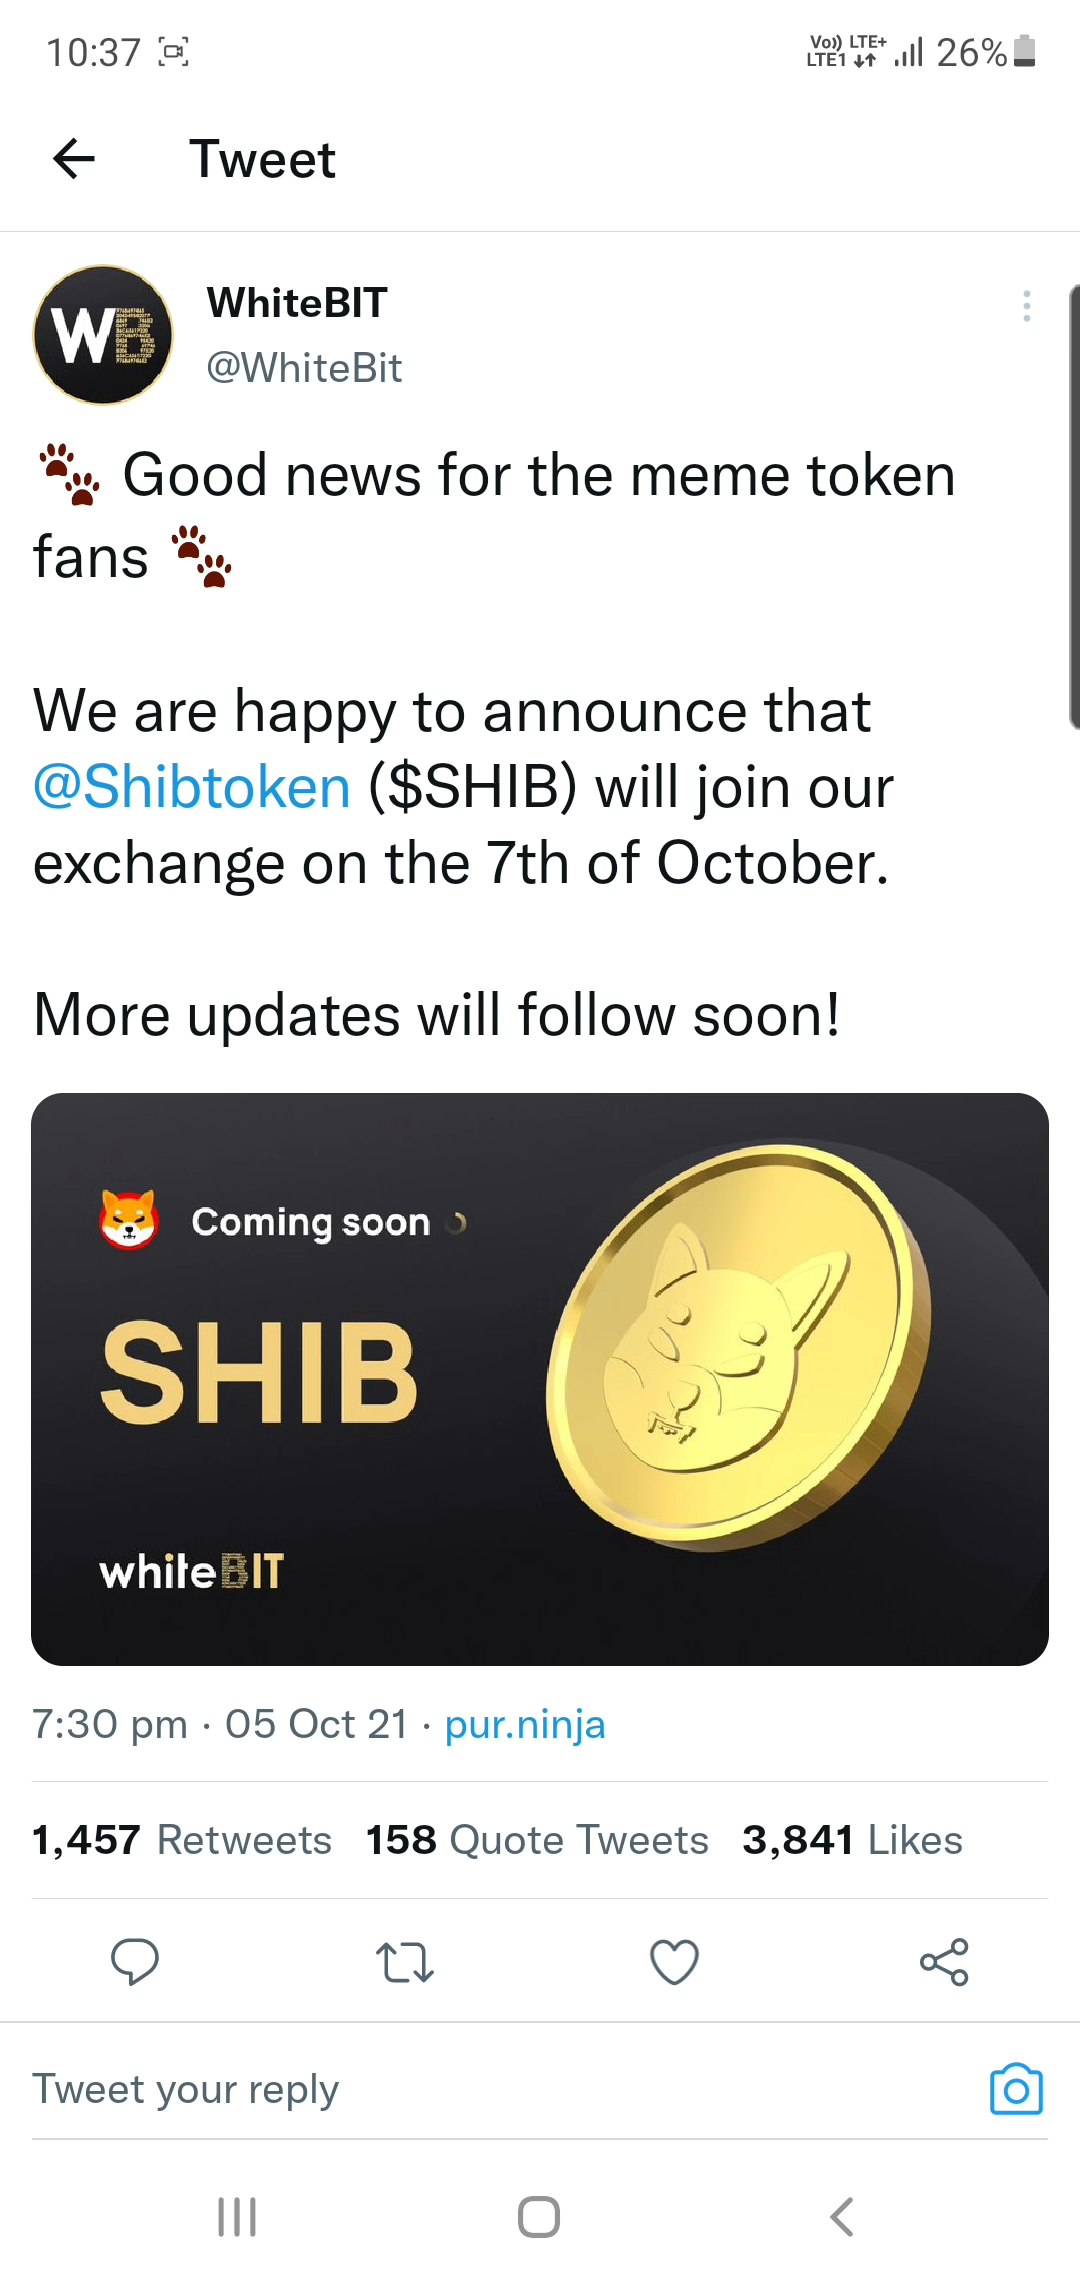 10:37
Vo)) LTE+
LTE1
26%
Tweet
WhiteBIT
@WhiteBit
🐾 Good news for the meme token
fans 🐾
We are happy to announce that
@Shibtoken ($SHIB) will join our
exchange on the 7th of October.
More updates will follow soon!
Coming soon
SHIB
whiteBIT
7:30 pm · 05 Oct 21 · pur.ninja
1,457 Retweets 158 Quote Tweets 3,841 Likes
Tweet your reply